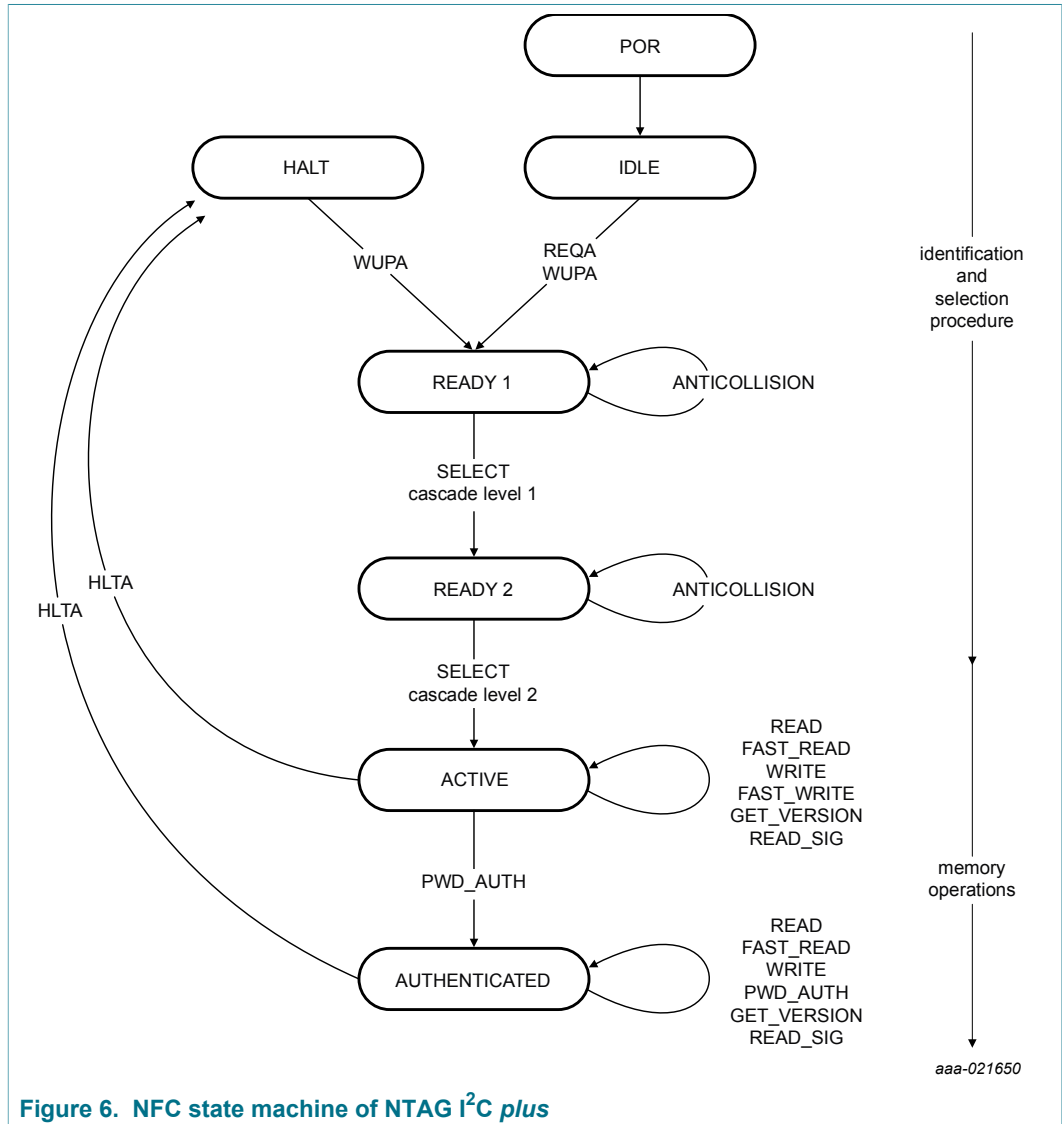 POR
HALT
IDLE
WUPA
REQA
WUPA
identification
and
selection
procedure
READY 1
ANTICOLLISION
SELECT
cascade level 1
READY 2
ANTICOLLISION
HLTA
HLTA
SELECT
cascade level 2
ACTIVE
READ
FAST_READ
WRITE
FAST_WRITE
GET_VERSION
READ_SIG
PWD_AUTH
memory
operations
AUTHENTICATED
READ
FAST_READ
WRITE
PWD_AUTH
GET_VERSION
READ_SIG
aaa-021650
Figure 6. NFC state machine of NTAG I²C plus